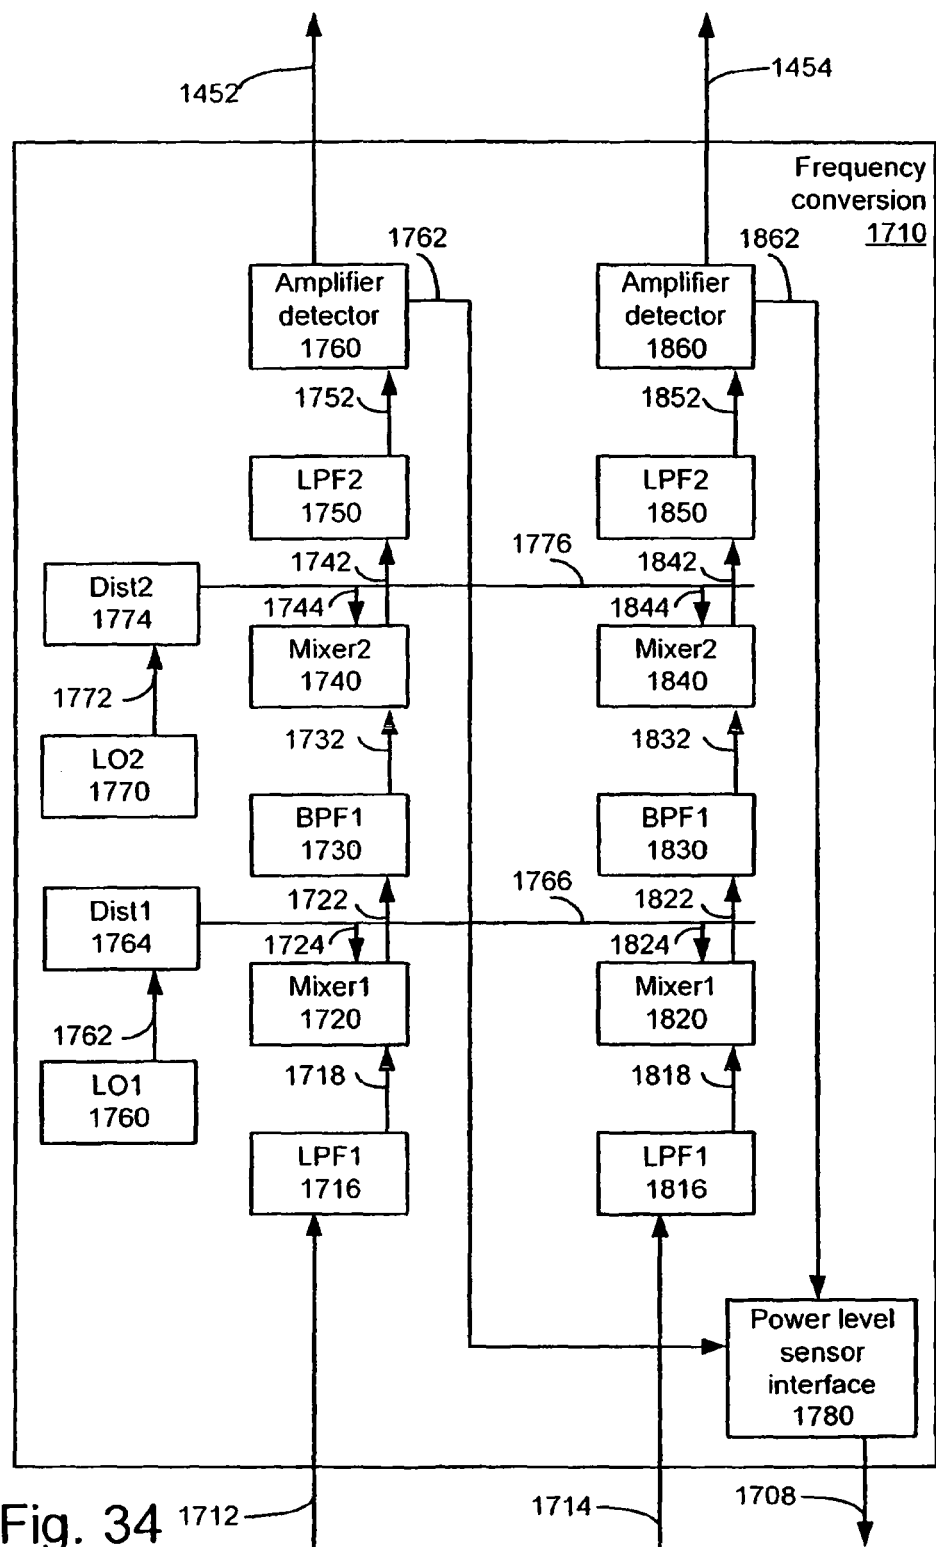 1452
1454
Frequency
conversion
1710
1762
1862
Amplifier
detector
1760
Amplifier
detector
1860
1752
1852
LPF2
1750
LPF2
1850
1776
1742
1842
Dist2
1774
1744
1844
Mixer2
1740
Mixer2
1840
1772
1732
1832
LO2
1770
BPF1
1730
BPF1
1830
1766
1722
1822
Dist1
1764
1724
1824
Mixer1
1720
Mixer1
1820
1762
1718
1818
LO1
1760
LPF1
1716
LPF1
1816
Power level
sensor
interface
1780
Fig. 34
1712
1714
1708